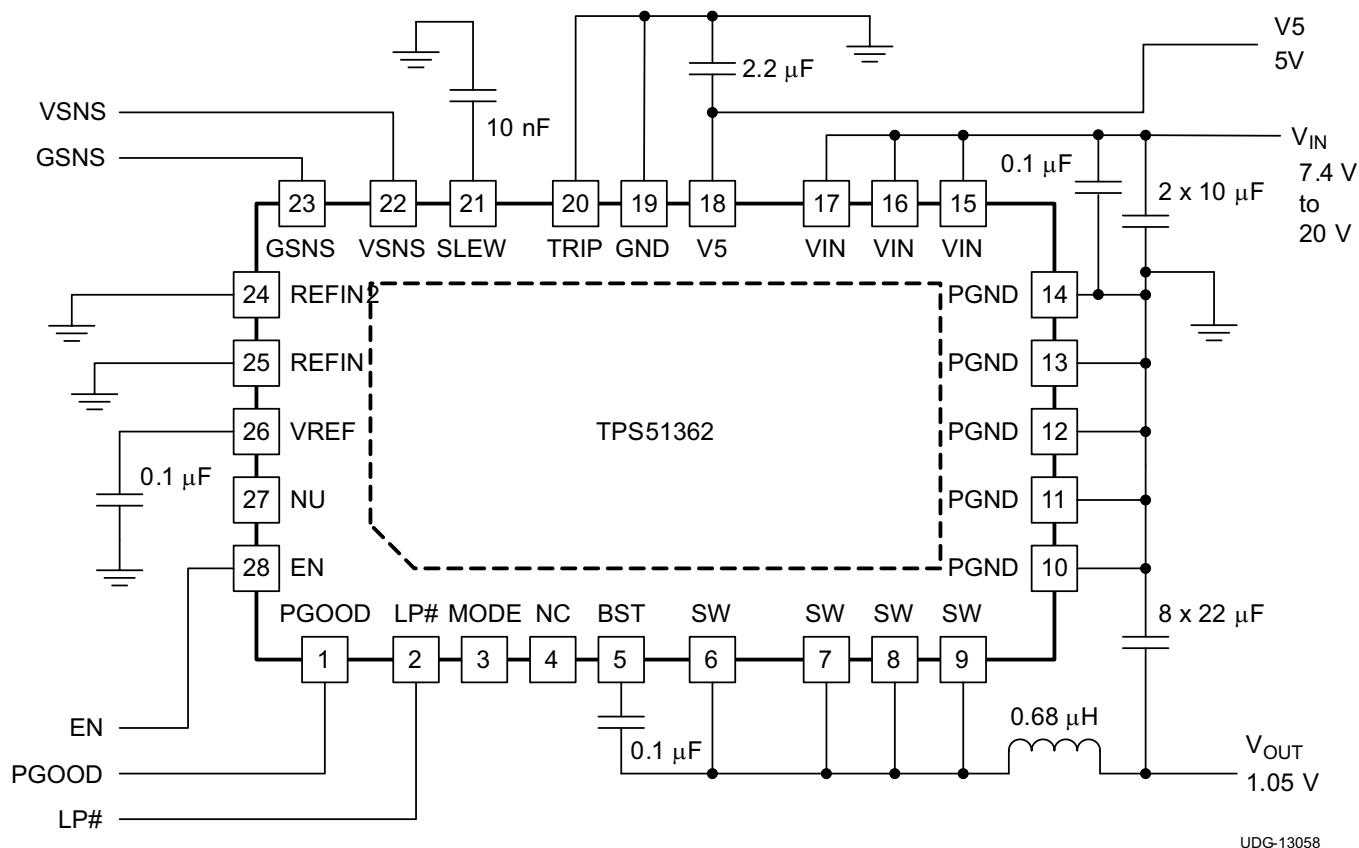 V5
5V
2.2 μF
10 nF
VSNS
GSNS
VIN
7.4 V
to
20 V
0.1 μF
2 x 10 μF
23
22
21
20
19
18
17
16
15
GSNS
VSNS
SLEW
TRIP
GND
V5
VIN
VIN
VIN
24
REFIN2
PGND
14
25
REFIN
PGND
13
26
VREF
TPS51362
PGND
12
0.1 μF
27
NU
PGND
11
28
EN
PGND
10
PGOOD
LP#
MODE
NC
BST
SW
SW
SW
SW
8 x 22 μF
1
2
3
4
5
6
7
8
9
EN
0.1 μF
0.68 μH
VOUT
1.05 V
PGOOD
LP#
UDG-13058